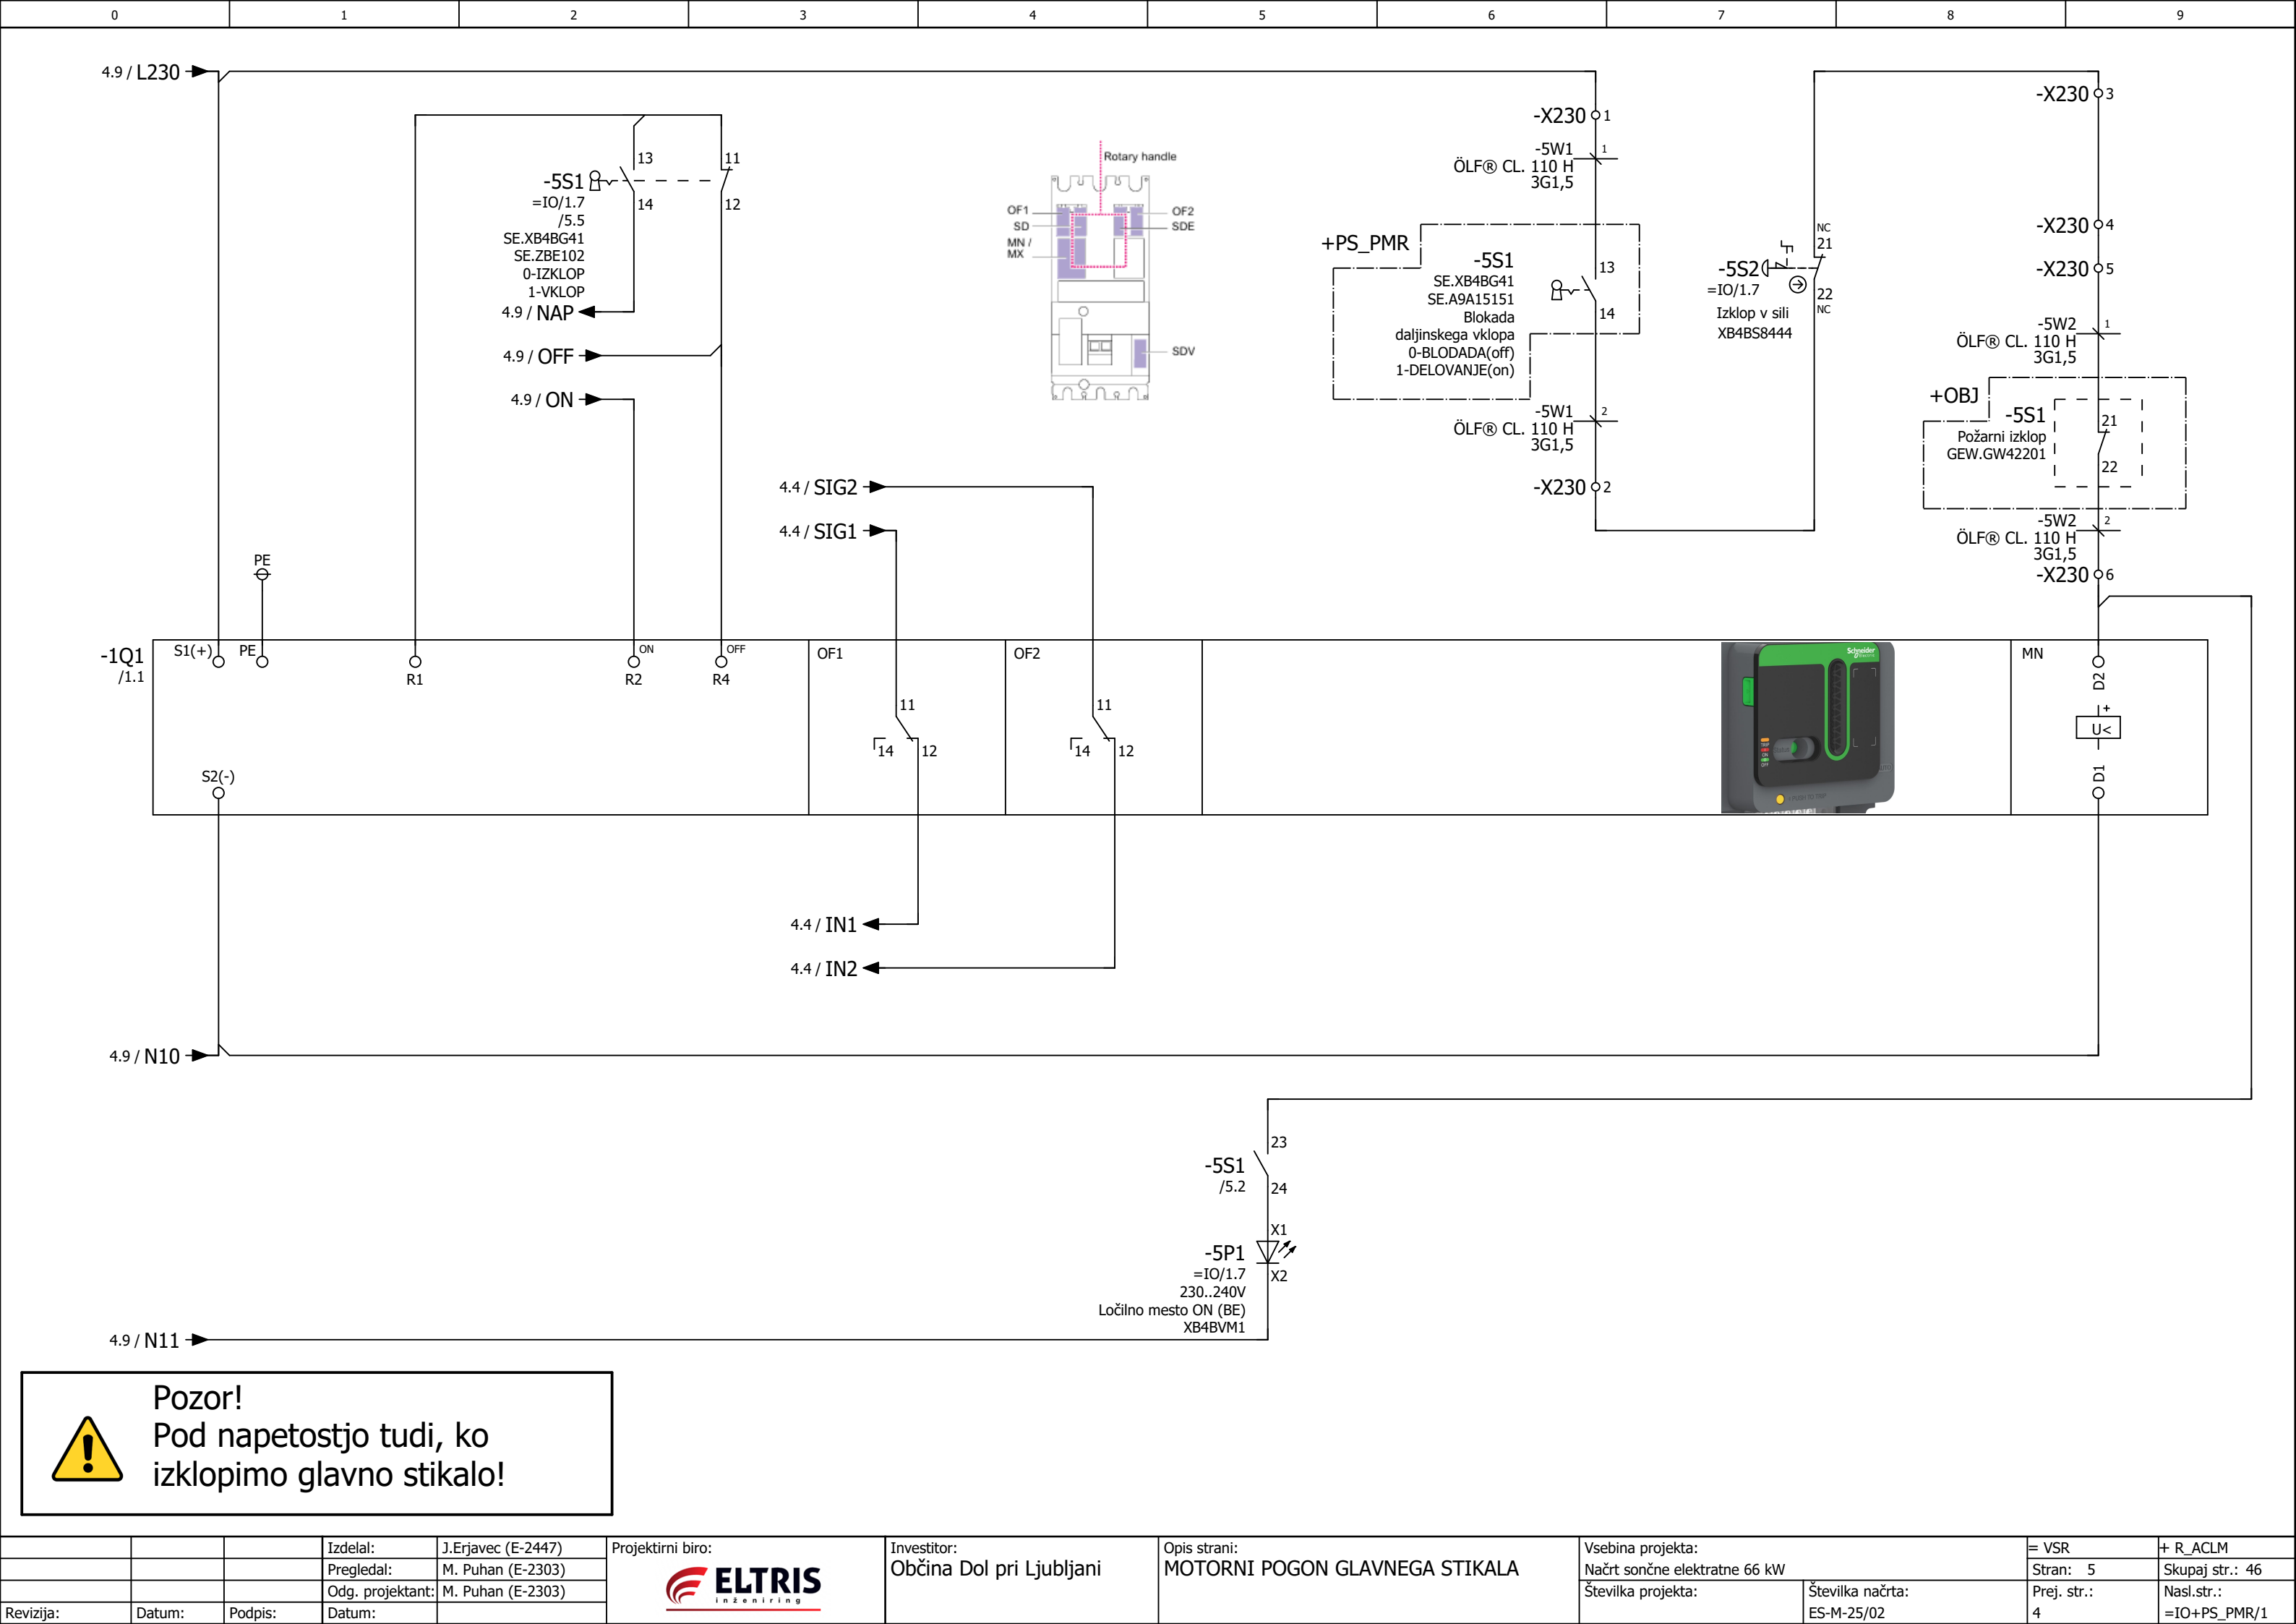 0 1 2 3 4 5 6 7 8 9
4.9 / L230
-5S1
=IO/1.7
/5.5
SE.XB4BG41
SE.ZBE102
0-IZKLOP
1-VKLOP
13
14
11
12
4.9 / NAP
4.9 / OFF
4.9 / ON
Rotary handle
OF1
SD
MN /
MX
OF2
SDE
SDV
-X230 1
-5W1 1
ÖLF® CL. 110 H
3G1,5
+PS_PMR
-5S1
SE.XB4BG41
SE.A9A15151
Blokada
daljinskega vklopa
0-BLODADA(off)
1-DELOVANJE(on)
13
14
-5W1 2
ÖLF® CL. 110 H
3G1,5
-X230 2
NC
21
-5S2
=IO/1.7
22
NC
Izklop v sili
XB4BS8444
-X230 3
-X230 4
-X230 5
-5W2 1
ÖLF® CL. 110 H
3G1,5
+OBJ
-5S1
Požarni izklop
GEW.GW42201
21
22
-5W2 2
ÖLF® CL. 110 H
3G1,5
-X230 6
4.4 / SIG2
4.4 / SIG1
PE
-1Q1
/1.1
S1(+) PE
R1
ON
R2
OFF
R4
S2(-)
OF1
11
14 12
OF2
11
14 12
Schneider
Electric
MN
D2
+
U<
D1
4.4 / IN1
4.4 / IN2
4.9 / N10
23
-5S1
/5.2
24
X1
-5P1
=IO/1.7
X2
230..240V
Ločilno mesto ON (BE)
XB4BVM1
4.9 / N11
Pozor!
Pod napetostjo tudi, ko
izklopimo glavno stikalo!
Revizija: Datum: Podpis:
Izdelal: J.Erjavec (E-2447)
Pregledal: M. Puhan (E-2303)
Odg. projektant: M. Puhan (E-2303)
Datum:
Projektirni biro:
ELTRIS
inženiring
Investitor:
Občina Dol pri Ljubljani
Opis strani:
MOTORNI POGON GLAVNEGA STIKALA
Vsebina projekta:
Načrt sončne elektratne 66 kW
Številka projekta:
Številka načrta:
ES-M-25/02
= VSR
+ R_ACLM
Stran: 5
Skupaj str.: 46
Prej. str.:
4
Nasl.str.:
=IO+PS_PMR/1